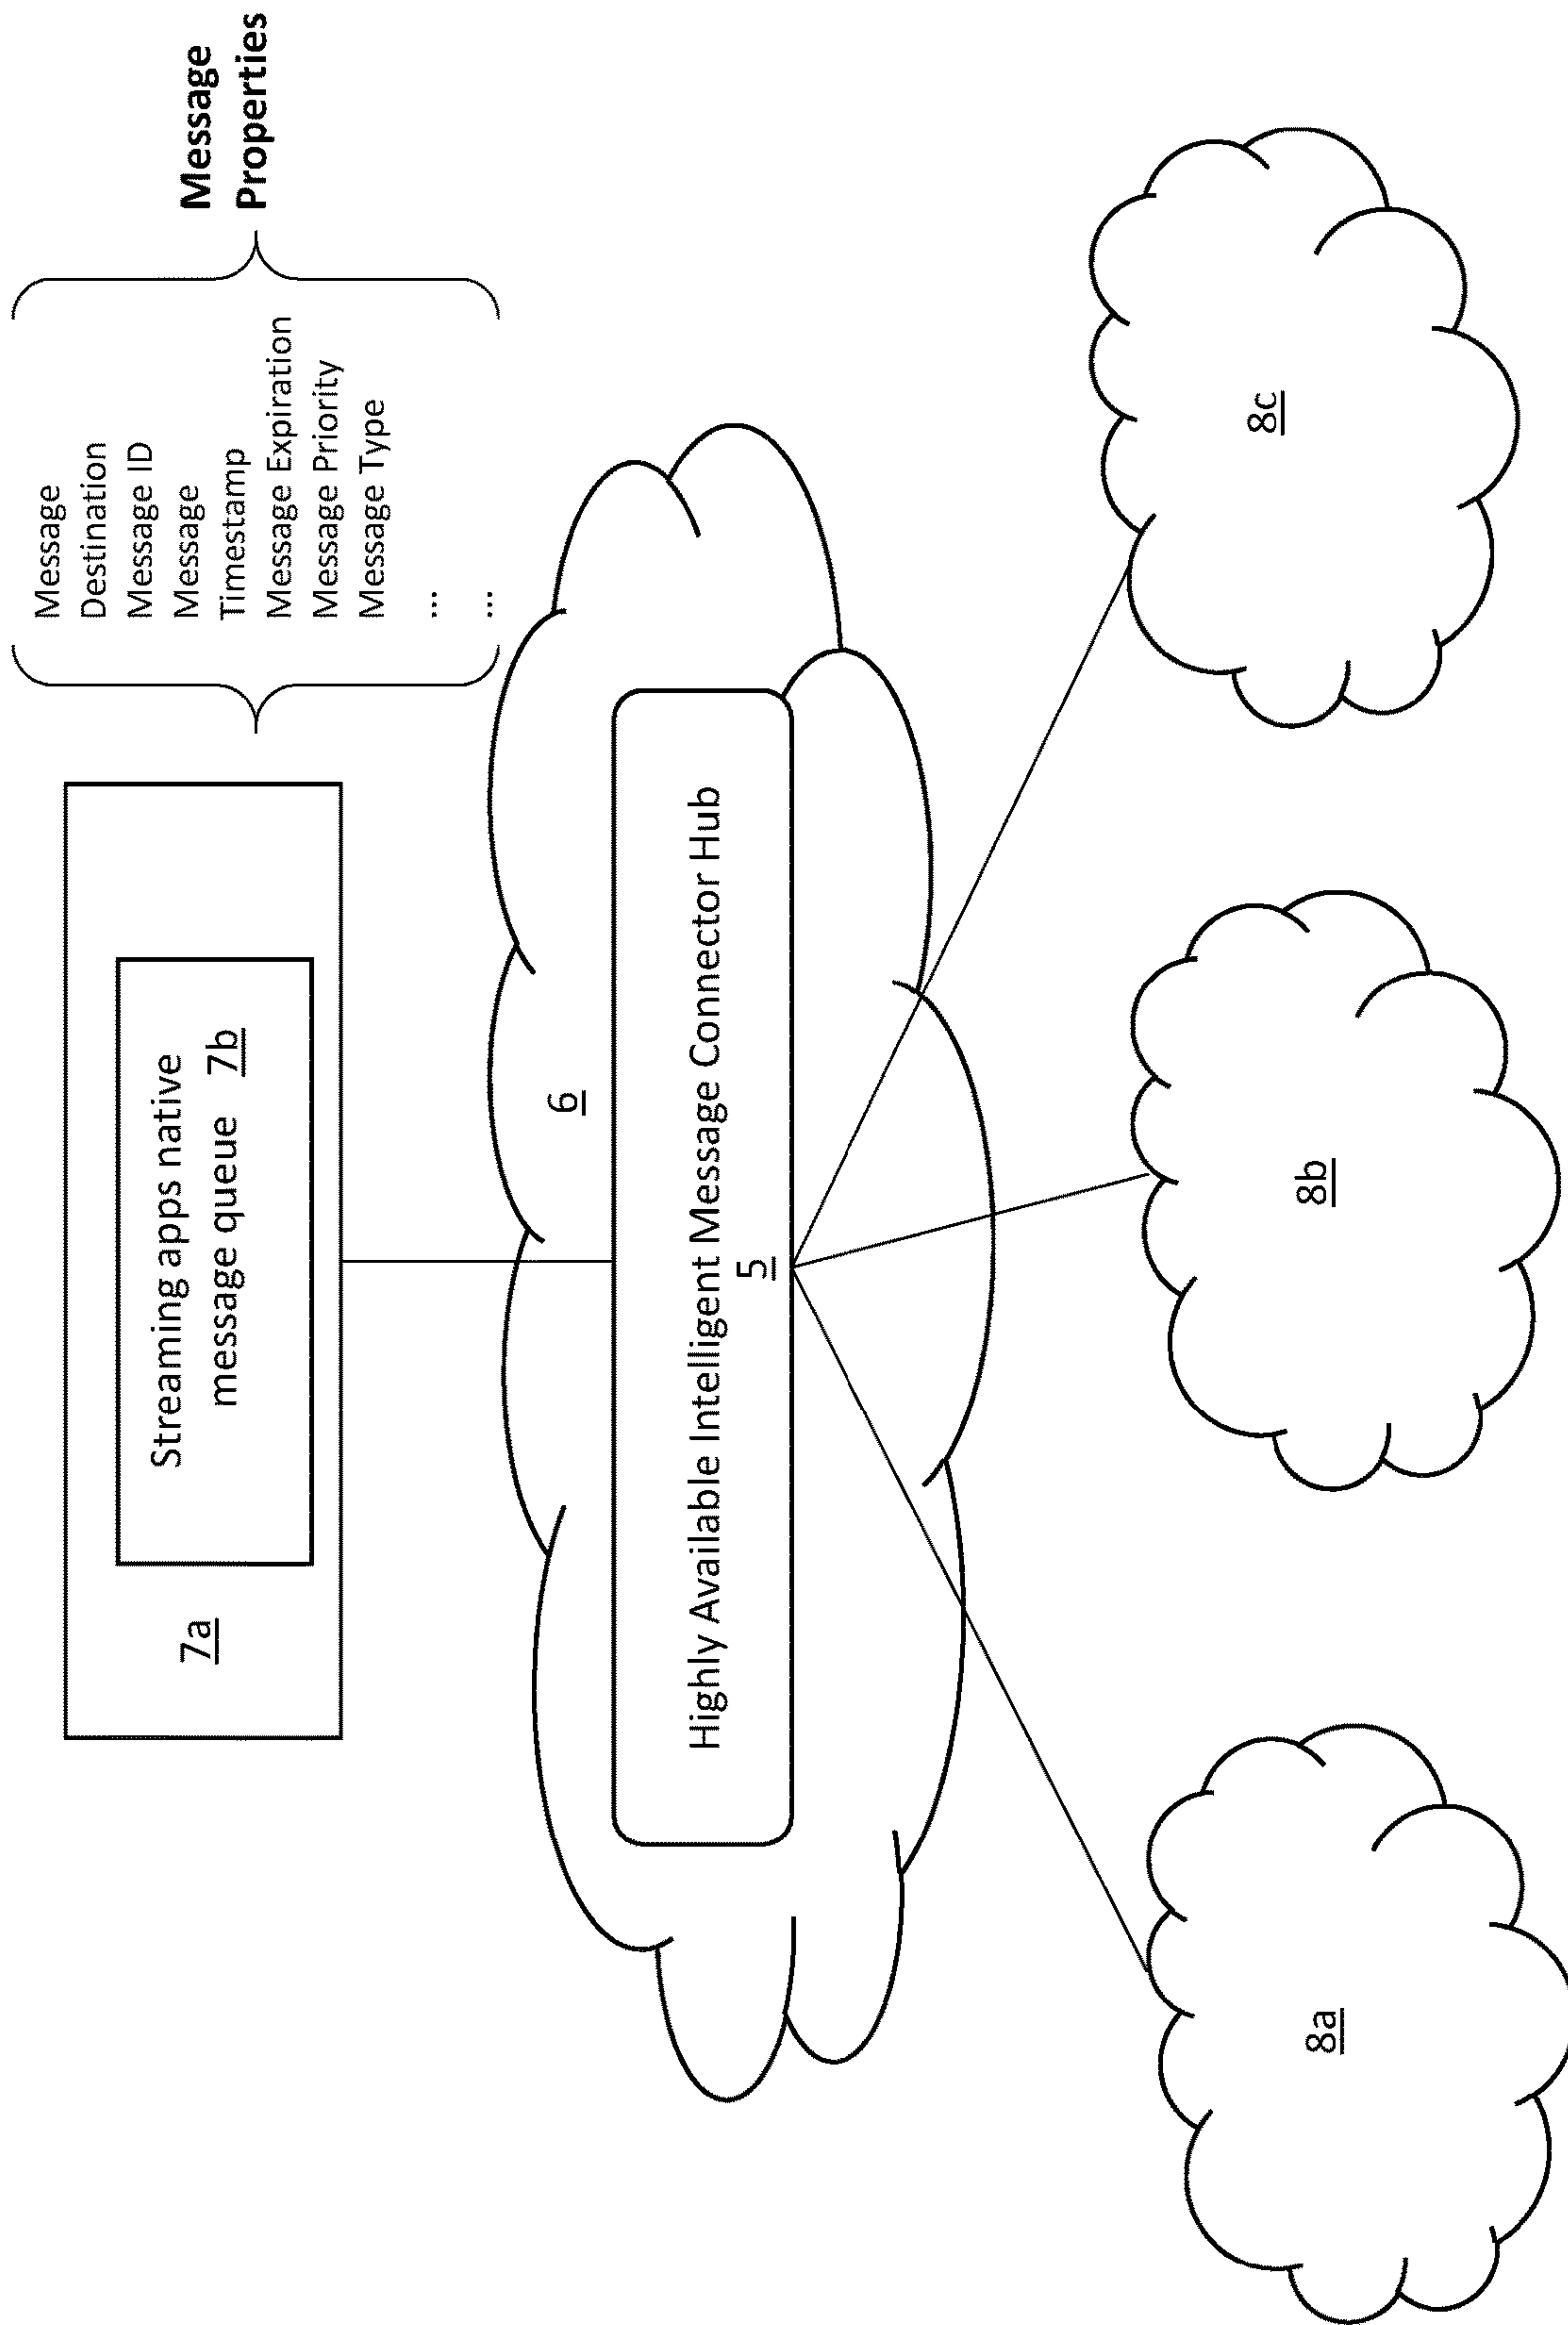 7a
Streaming apps native
message queue 7b
Message
Destination
Message ID
Message
Timestamp
Message Expiration
Message Priority
Message Type
...
...
Message
Properties
6
Highly Available Intelligent Message Connector Hub
5
8a
8b
8c